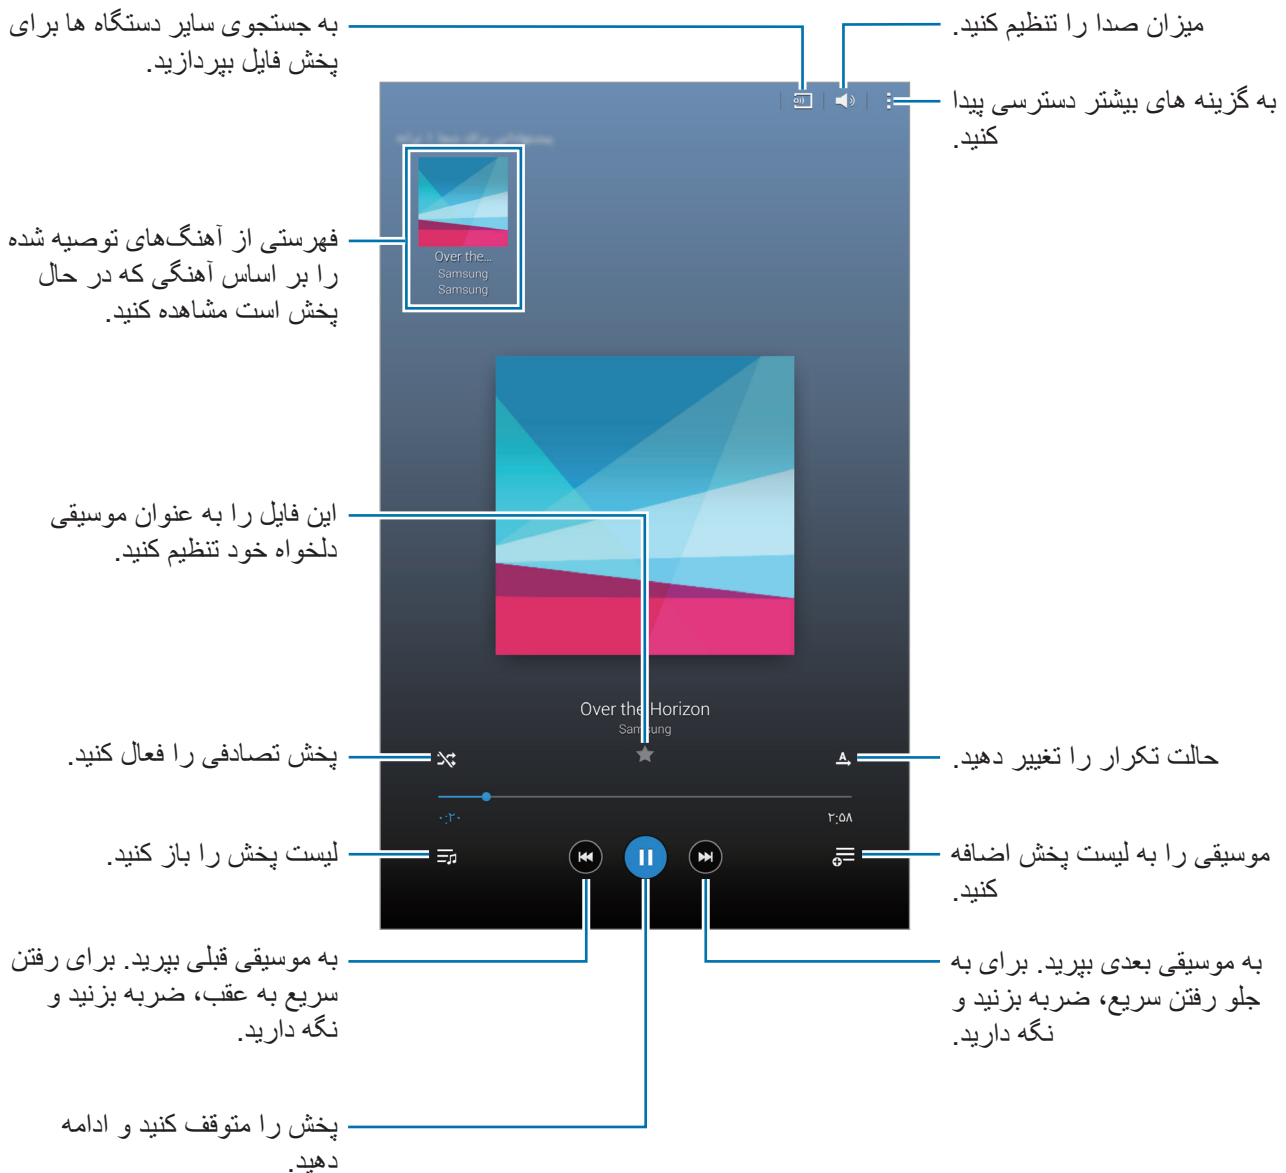 به جستجوی سایر دستگاه ها برای
پخش فایل بپردازید.
میزان صدا را تنظیم کنید.
به گزینه های بیشتر دسترسی پیدا
کنید.
فهرستی از آهنگ‌های توصیه شده
را بر اساس آهنگی که در حال
پخش است مشاهده کنید.
Over the...
Samsung
Samsung
این فایل را به عنوان موسیقی
دلخواه خود تنظیم کنید.
Over the Horizon
Samsung
پخش تصادفی را فعال کنید.
حالت تکرار را تغییر دهید.
۰:۲۰
۲:۵۸
لیست پخش را باز کنید.
موسیقی را به لیست پخش اضافه
کنید.
به موسیقی قبلی بپرید. برای رفتن
سریع به عقب، ضربه بزنید و
نگه دارید.
به موسیقی بعدی بپرید. برای به
جلو رفتن سریع، ضربه بزنید و
نگه دارید.
پخش را متوقف کنید و ادامه
دهید.